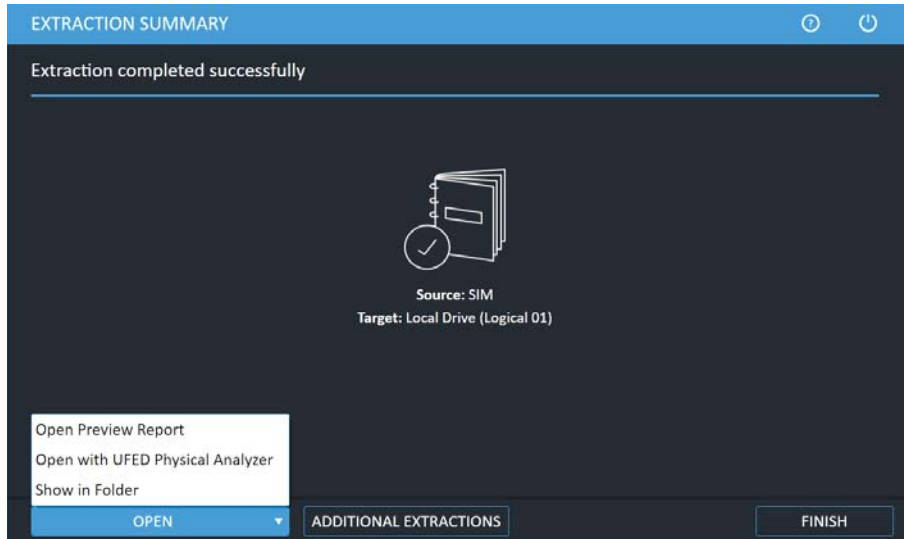 EXTRACTION SUMMARY
Extraction completed successfully
Source: SIM
Target: Local Drive (Logical 01)
Open Preview Report
Open with UFED Physical Analyzer
Show in Folder
OPEN
ADDITIONAL EXTRACTIONS
FINISH